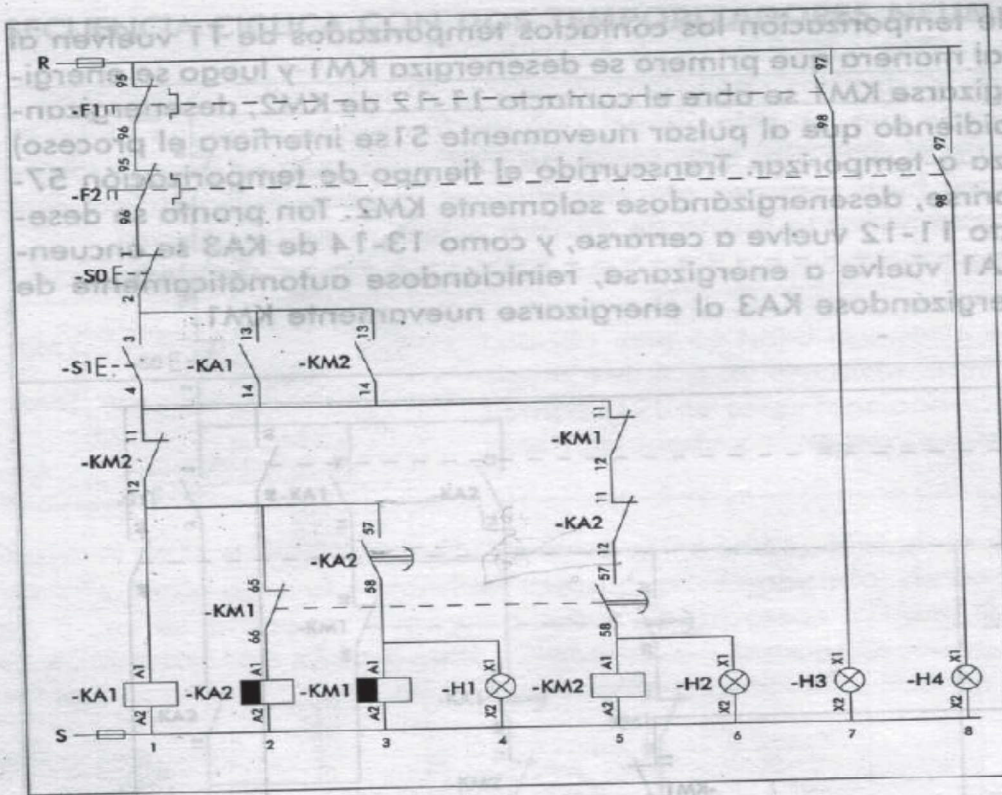 temporización los contactos temporizados de vuelven al
manera que primero se desenergiza KM1 y luego se energi-
gizarse KM1 se abre el contacto 11-12 de KM2, desenergizan-
idiendo que al pulsar nuevamente S1 se interfiera el proceso)
a temporizar. Transcurrido el tiempo de temporización 57-
desenergizándose solamente KM2. Tan pronto se dese-
11-12 vuelve a cerrarse, y como 13-14 de KA3 se encuen-
A1 vuelve a energizarse, reiniciándose automáticamente de
ergizándose KA3 al energizarse nuevamente KM1.
R
95
97
-F1
96
98
95
97
-F2
96
98
1
-S0
2
3
13
13
-S1
-KA1
-KM2
4
14
14
11
11
-KM2
-KM1
12
12
11
-KA2
12
57
-KA2
58
65
57
-KM1
66
58
A1
A1
A1
X1
A1
X1
X1
X1
-KA1
-KA2
-KM1
-H1
-KM2
-H2
-H3
-H4
A2
A2
A2
X2
A2
X2
X2
X2
S
1
2
3
4
5
6
7
8